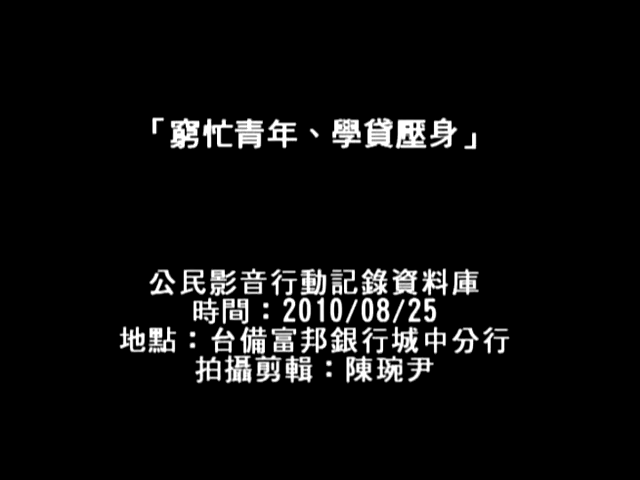 「窮忙青年、學貸壓身」
公民影音行動記錄資料庫
時間：2010/08/25
地點：台備富邦銀行城中分行
拍攝剪輯：陳琬尹